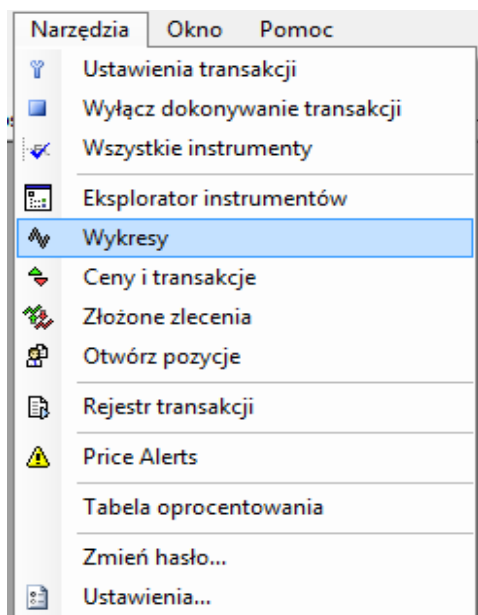 Narzędzia Okno Pomoc
Ustawienia transakcji
Wyłącz dokonywanie transakcji
Wszystkie instrumenty
Eksplorator instrumentów
Wykresy
Ceny i transakcje
Złożone zlecenia
Otwórz pozycje
Rejestr transakcji
Price Alerts
Tabela oprocentowania
Zmień hasło...
Ustawienia...